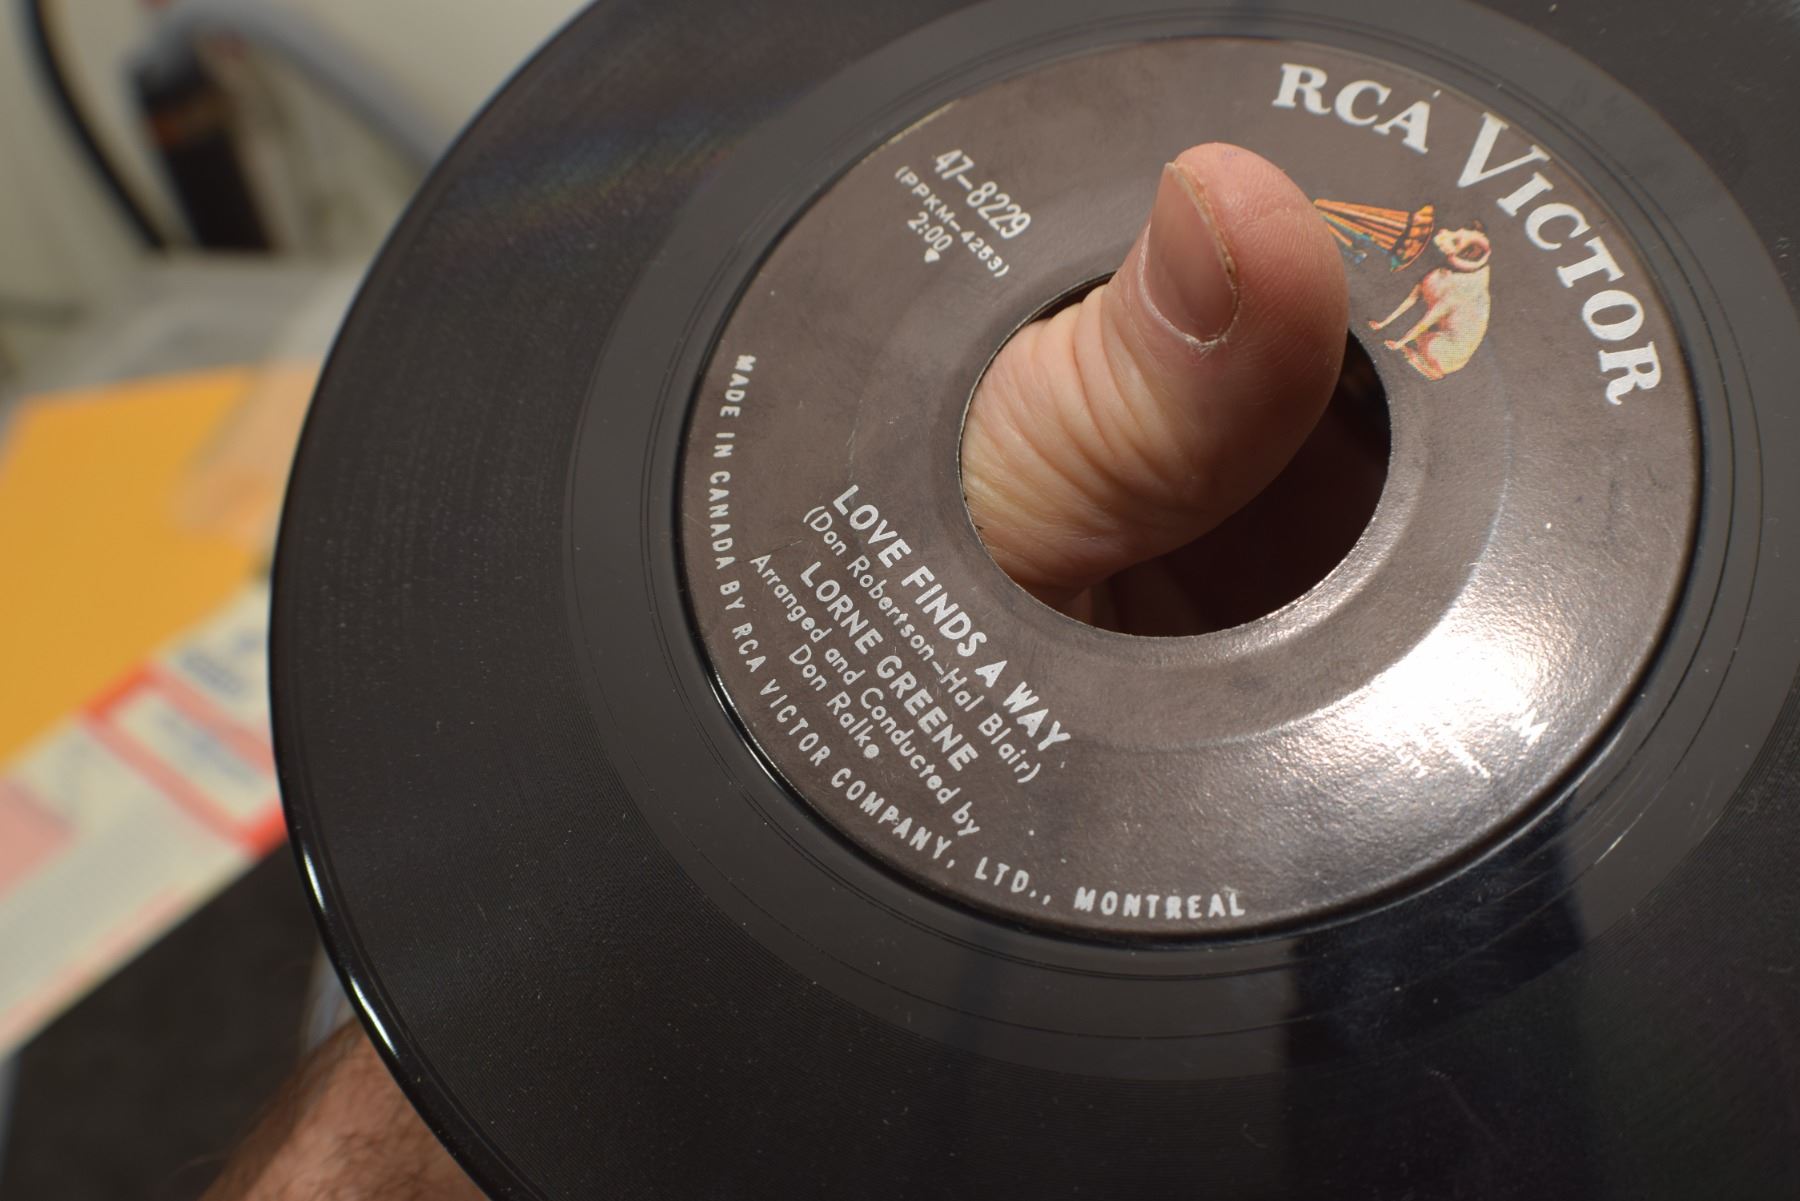 RCA VICTOR
47-8229
(PPKM-4253)
2:00
LOVE FINDS A WAY
(Don Robertson-Hal Blair)
LORNE GREENE
Arranged and Conducted by
Don Ralke
MADE IN CANADA BY RCA VICTOR COMPANY, LTD., MONTREAL